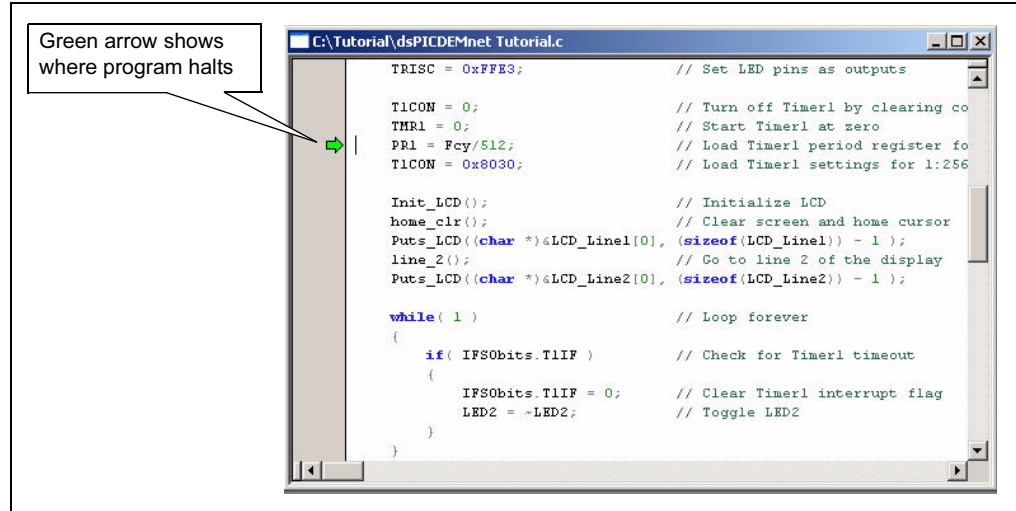 Green arrow shows
where program halts
C:\Tutorial\dsPICDEMnet Tutorial.c
TRISC = 0xFFE3; // Set LED pins as outputs
T1CON = 0; // Turn off Timer1 by clearing co
TMR1 = 0; // Start Timer1 at zero
PR1 = Fcy/512; // Load Timer1 period register fo
T1CON = 0x8030; // Load Timer1 settings for 1:256
Init_LCD(); // Initialize LCD
home_clr(); // Clear screen and home cursor
Puts_LCD((char *)&LCD_Line1[0], (sizeof(LCD_Line1)) - 1 );
line_2(); // Go to line 2 of the display
Puts_LCD((char *)&LCD_Line2[0], (sizeof(LCD_Line2)) - 1 );
while( 1 ) // Loop forever
{
if( IFS0bits.T1IF ) // Check for Timer1 timeout
{
IFS0bits.T1IF = 0; // Clear Timer1 interrupt flag
LED2 = ~LED2; // Toggle LED2
}
}